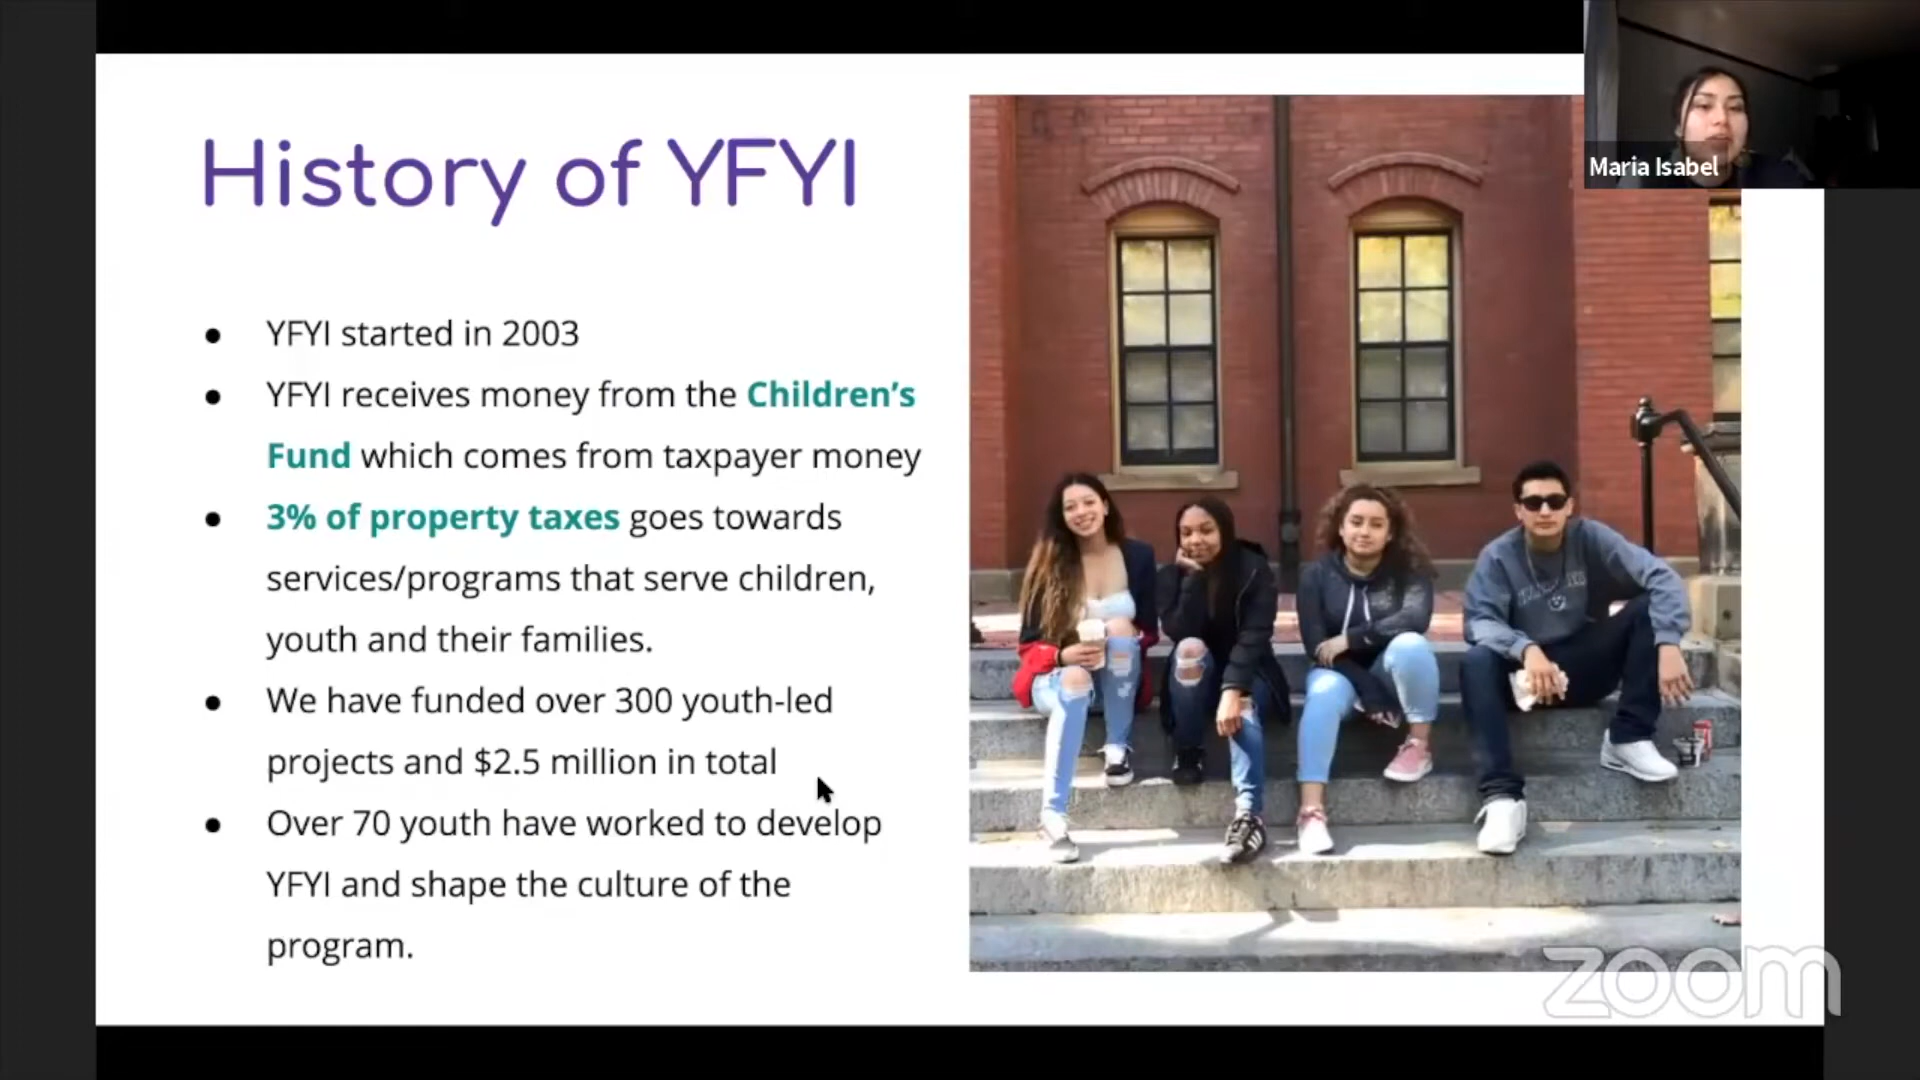 History of YFYI
Maria Isabel
● YFYI started in 2003
● YFYI receives money from the Children’s
Fund which comes from taxpayer money
● 3% of property taxes goes towards
services/programs that serve children,
youth and their families.
● We have funded over 300 youth-led
projects and $2.5 million in total
● Over 70 youth have worked to develop
YFYI and shape the culture of the
program.
zoom